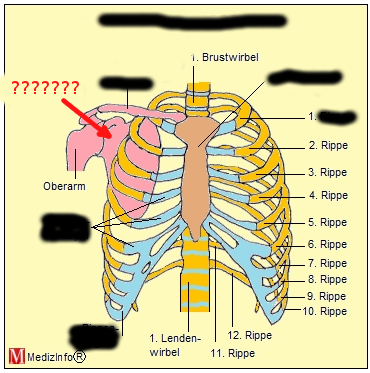 1. Brustwirbel
???????
1.
2. Rippe
3. Rippe
4. Rippe
Oberarm
5. Rippe
6. Rippe
7. Rippe
8. Rippe
9. Rippe
10. Rippe
1. Lenden-
wirbel
12. Rippe
11. Rippe
M MedizInfo®